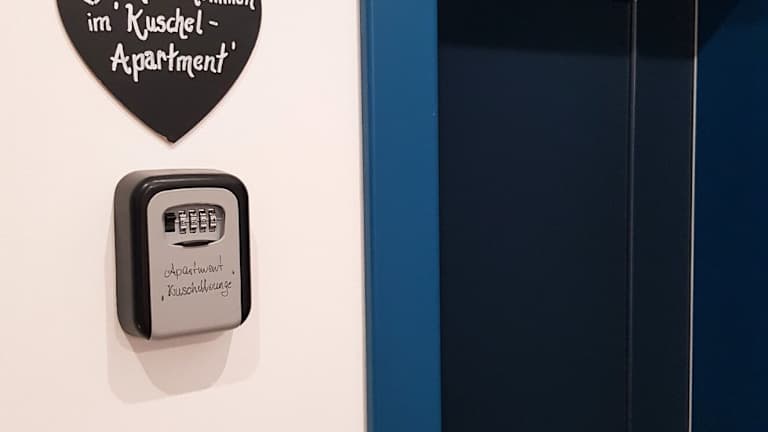 im 'Kuschel-
Apartment'
Apartment
"Kuschellounge"